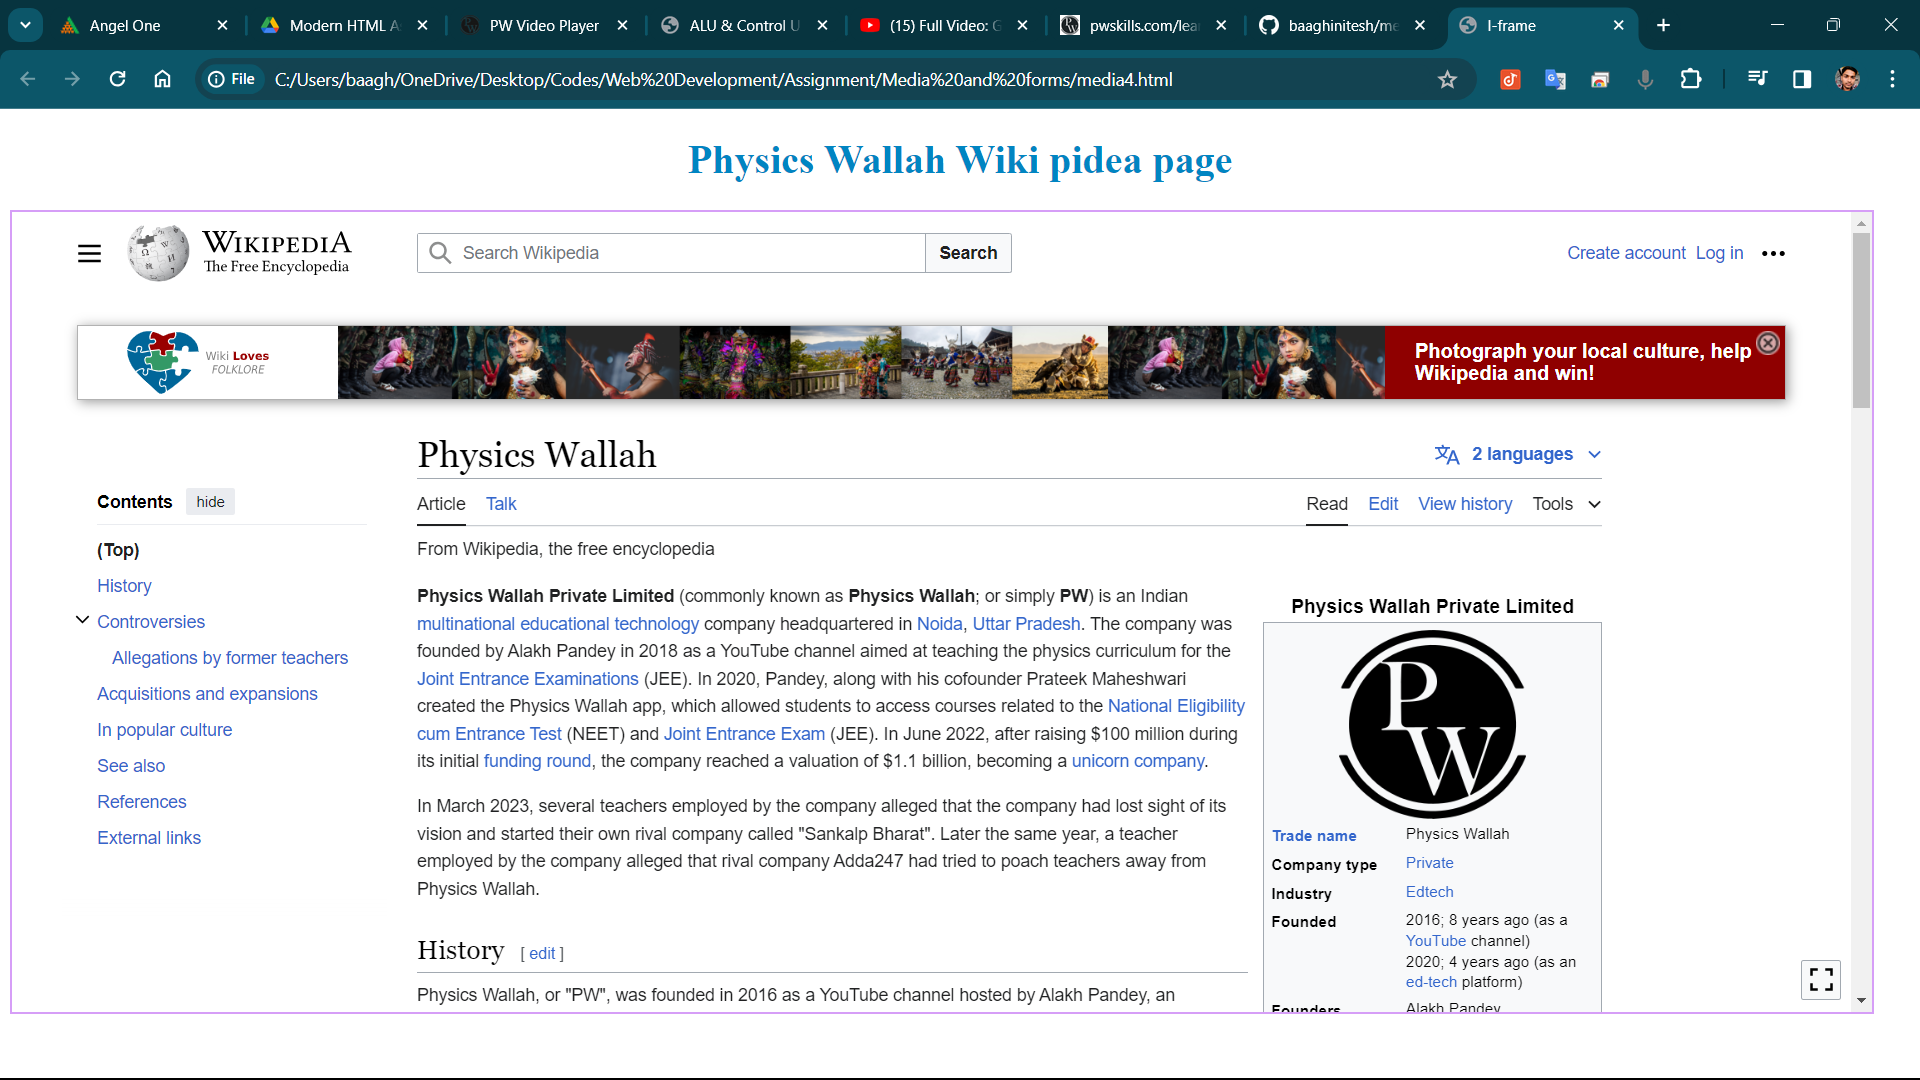 Angel One
Modern HTML A
PW Video Player
ALU & Control U
(15) Full Video: G
pwskills.com/lea
baaghinitesh/me
I-frame
File
C:/Users/baagh/OneDrive/Desktop/Codes/Web%20Development/Assignment/Media%20and%20forms/media4.html
Physics Wallah Wiki pidea page
WIKIPEDIA
The Free Encyclopedia
Search Wikipedia
Search
Create account
Log in
Wiki Loves
FOLKLORE
Photograph your local culture, help
Wikipedia and win!
Physics Wallah
2 languages
Contents
hide
Article
Talk
Read
Edit
View history
Tools
(Top)
History
Controversies
Allegations by former teachers
Acquisitions and expansions
In popular culture
See also
References
External links
From Wikipedia, the free encyclopedia
Physics Wallah Private Limited (commonly known as Physics Wallah; or simply PW) is an Indian
multinational educational technology company headquartered in Noida, Uttar Pradesh. The company was
founded by Alakh Pandey in 2018 as a YouTube channel aimed at teaching the physics curriculum for the
Joint Entrance Examinations (JEE). In 2020, Pandey, along with his cofounder Prateek Maheshwari
created the Physics Wallah app, which allowed students to access courses related to the National Eligibility
cum Entrance Test (NEET) and Joint Entrance Exam (JEE). In June 2022, after raising $100 million during
its initial funding round, the company reached a valuation of $1.1 billion, becoming a unicorn company.
In March 2023, several teachers employed by the company alleged that the company had lost sight of its
vision and started their own rival company called "Sankalp Bharat". Later the same year, a teacher
employed by the company alleged that rival company Adda247 had tried to poach teachers away from
Physics Wallah.
History [ edit ]
Physics Wallah, or "PW", was founded in 2016 as a YouTube channel hosted by Alakh Pandey, an
Physics Wallah Private Limited
PW
Trade name Physics Wallah
Company type Private
Industry Edtech
Founded 2016; 8 years ago (as a
YouTube channel)
2020; 4 years ago (as an
ed-tech platform)
Founders Alakh Pandey